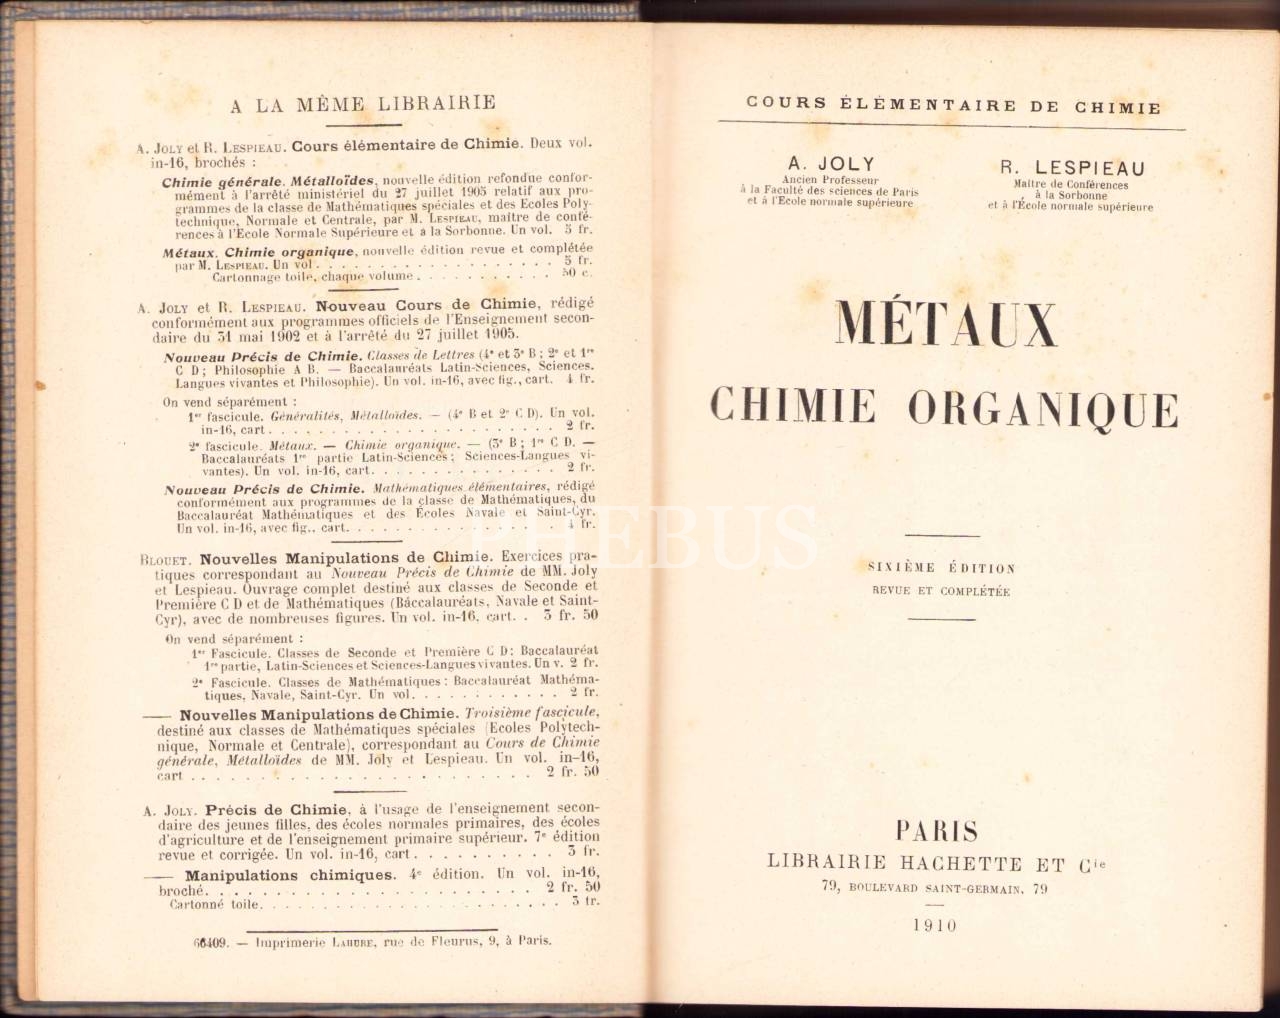 A LA MÊME LIBRAIRIE
A. JOLY et R. LESPIEAU. Cours élémentaire de Chimie. Deux vol.
in-16, brochés :
Chimie générale. Métalloïdes, nouvelle édition refondue confor-
mément à l'arrêté ministériel du 27 juillet 1905 relatif aux pro-
grammes de la classe de Mathématiques spéciales et des Ecoles Poly-
technique, Normale et Centrale, par M. LESPIEAU, maître de confé-
rences à l'Ecole Normale Supérieure et à la Sorbonne. Un vol. 5 fr.
Métaux. Chimie organique, nouvelle édition revue et complétée
par M. LESPIEAU. Un vol. . . . . . . . . . . . . . . . . . . 5 fr.
Cartonnage toile, chaque volume . . . . . . . . . . . 50 c.
A. JOLY et R. LESPIEAU. Nouveau Cours de Chimie, rédigé
conformément aux programmes officiels de l'Enseignement secon-
daire du 31 mai 1902 et à l'arrêté du 27 juillet 1905.
Nouveau Précis de Chimie. Classes de Lettres (4e et 3e B ; 2e et 1re
C D ; Philosophie A B. — Baccalauréats Latin-Sciences, Sciences.
Langues vivantes et Philosophie). Un vol. in-16, avec fig., cart. 4 fr.
On vend séparément :
1er fascicule. Généralités, Métalloïdes. — (4e B et 2e C D). Un vol.
in-16, cart. . . . . . . . . . . . . . . . . . . . . . . 2 fr.
2e fascicule. Métaux. — Chimie organique. — (3e B ; 1re C D. —
Baccalauréats 1re partie Latin-Sciences ; Sciences-Langues vi-
vantes). Un vol. in-16, cart. . . . . . . . . . . . . . . 2 fr.
Nouveau Précis de Chimie. Mathématiques élémentaires, rédigé
conformément aux programmes de la classe de Mathématiques, du
Baccalauréat Mathématiques et des Écoles Navale et Saint-Cyr.
Un vol. in-16, avec fig., cart. . . . . . . . . . . . . . . . . 4 fr.
BLOUET. Nouvelles Manipulations de Chimie. Exercices pra-
tiques correspondant au Nouveau Précis de Chimie de MM. Joly
et Lespieau. Ouvrage complet destiné aux classes de Seconde et
Première C D et de Mathématiques (Baccalauréats, Navale et Saint-
Cyr), avec de nombreuses figures. Un vol. in-16, cart. . 3 fr. 50
On vend séparément :
1er Fascicule. Classes de Seconde et Première C D : Baccalauréat
1re partie, Latin-Sciences et Sciences-Langues vivantes. Un v. 2 fr.
2e Fascicule. Classes de Mathématiques : Baccalauréat Mathéma-
tiques, Navale, Saint-Cyr. Un vol. . . . . . . . . . . . . 2 fr.
— Nouvelles Manipulations de Chimie. Troisième fascicule,
destiné aux classes de Mathématiques spéciales (Ecoles Polytech-
nique, Normale et Centrale), correspondant au Cours de Chimie
générale, Métalloïdes de MM. Joly et Lespieau. Un vol. in-16,
cart . . . . . . . . . . . . . . . . . . . . . . . . . . 2 fr. 50
A. JOLY. Précis de Chimie, à l'usage de l'enseignement secon-
daire des jeunes filles, des écoles normales primaires, des écoles
d'agriculture et de l'enseignement primaire supérieur. 7e édition
revue et corrigée. Un vol. in-16, cart . . . . . . . . . . 3 fr.
— Manipulations chimiques. 4e édition. Un vol. in-16,
broché. . . . . . . . . . . . . . . . . . . . . . . . . 2 fr. 50
Cartonné toile. . . . . . . . . . . . . . . . . . . . . . . 3 fr.
66409. — Imprimerie LAHURE, rue de Fleurus, 9, à Paris.
COURS ÉLÉMENTAIRE DE CHIMIE
A. JOLY
Ancien Professeur
à la Faculté des sciences de Paris
et à l'Ecole normale supérieure
R. LESPIEAU
Maître de Conférences
à la Sorbonne
et à l'École normale supérieure
MÉTAUX
CHIMIE ORGANIQUE
SIXIÈME ÉDITION
REVUE ET COMPLÉTÉE
PARIS
LIBRAIRIE HACHETTE ET Cie
79, BOULEVARD SAINT-GERMAIN, 79
1910
PHEBUS